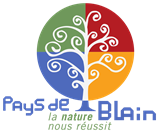 Pays de Blain
la nature
nous réussit